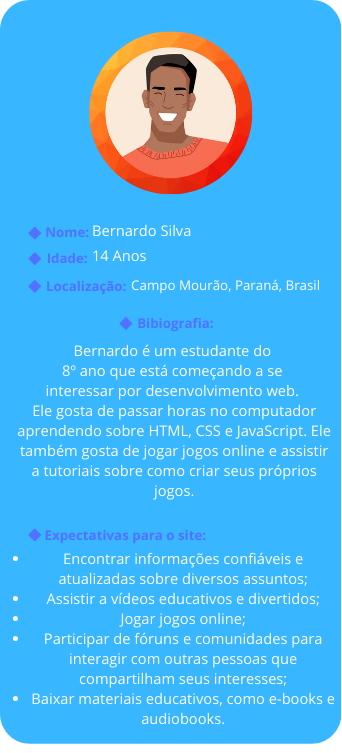 Nome: Bernardo Silva
Idade: 14 Anos
Localização: Campo Mourão, Paraná, Brasil
Bibiografia:
Bernardo é um estudante do
8º ano que está começando a se
interessar por desenvolvimento web.
Ele gosta de passar horas no computador
aprendendo sobre HTML, CSS e JavaScript. Ele
também gosta de jogar jogos online e assistir
a tutoriais sobre como criar seus próprios
jogos.
Expectativas para o site:
• Encontrar informações confiáveis e
atualizadas sobre diversos assuntos;
• Assistir a vídeos educativos e divertidos;
• Jogar jogos online;
• Participar de fóruns e comunidades para
interagir com outras pessoas que
compartilham seus interesses;
• Baixar materiais educativos, como e-books e
audiobooks.